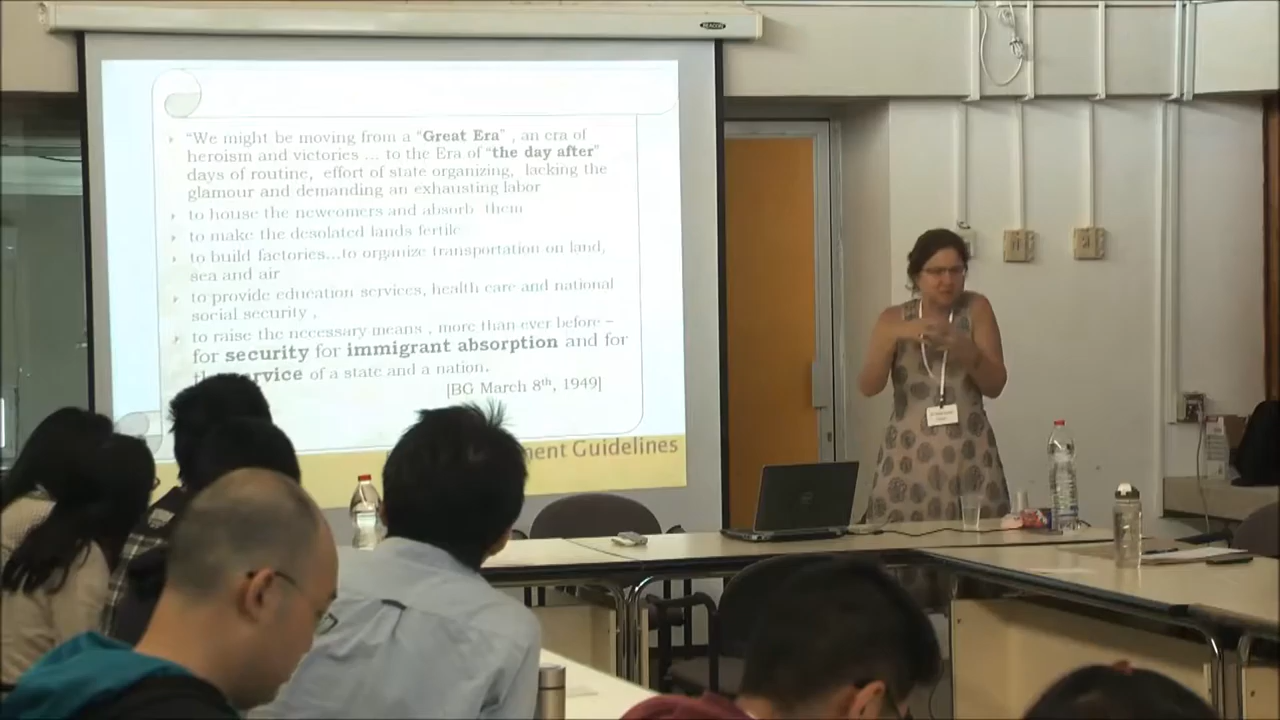 "We might be moving from a "Great Era" , an era of
heroism and victories ... to the Era of "the day after"
days of routine, effort of state organizing, lacking the
glamour and demanding an exhausting labor
to house the newcomers and absorb them
to make the desolated lands fertile
to build factories...to organize transportation on land,
sea and air
to provide education services, health care and national
social security ,
to raise the necessary means , more than ever before –
for security for immigrant absorption and for
of a state and a nation.
[BG March 8th, 1949]
Guidelines